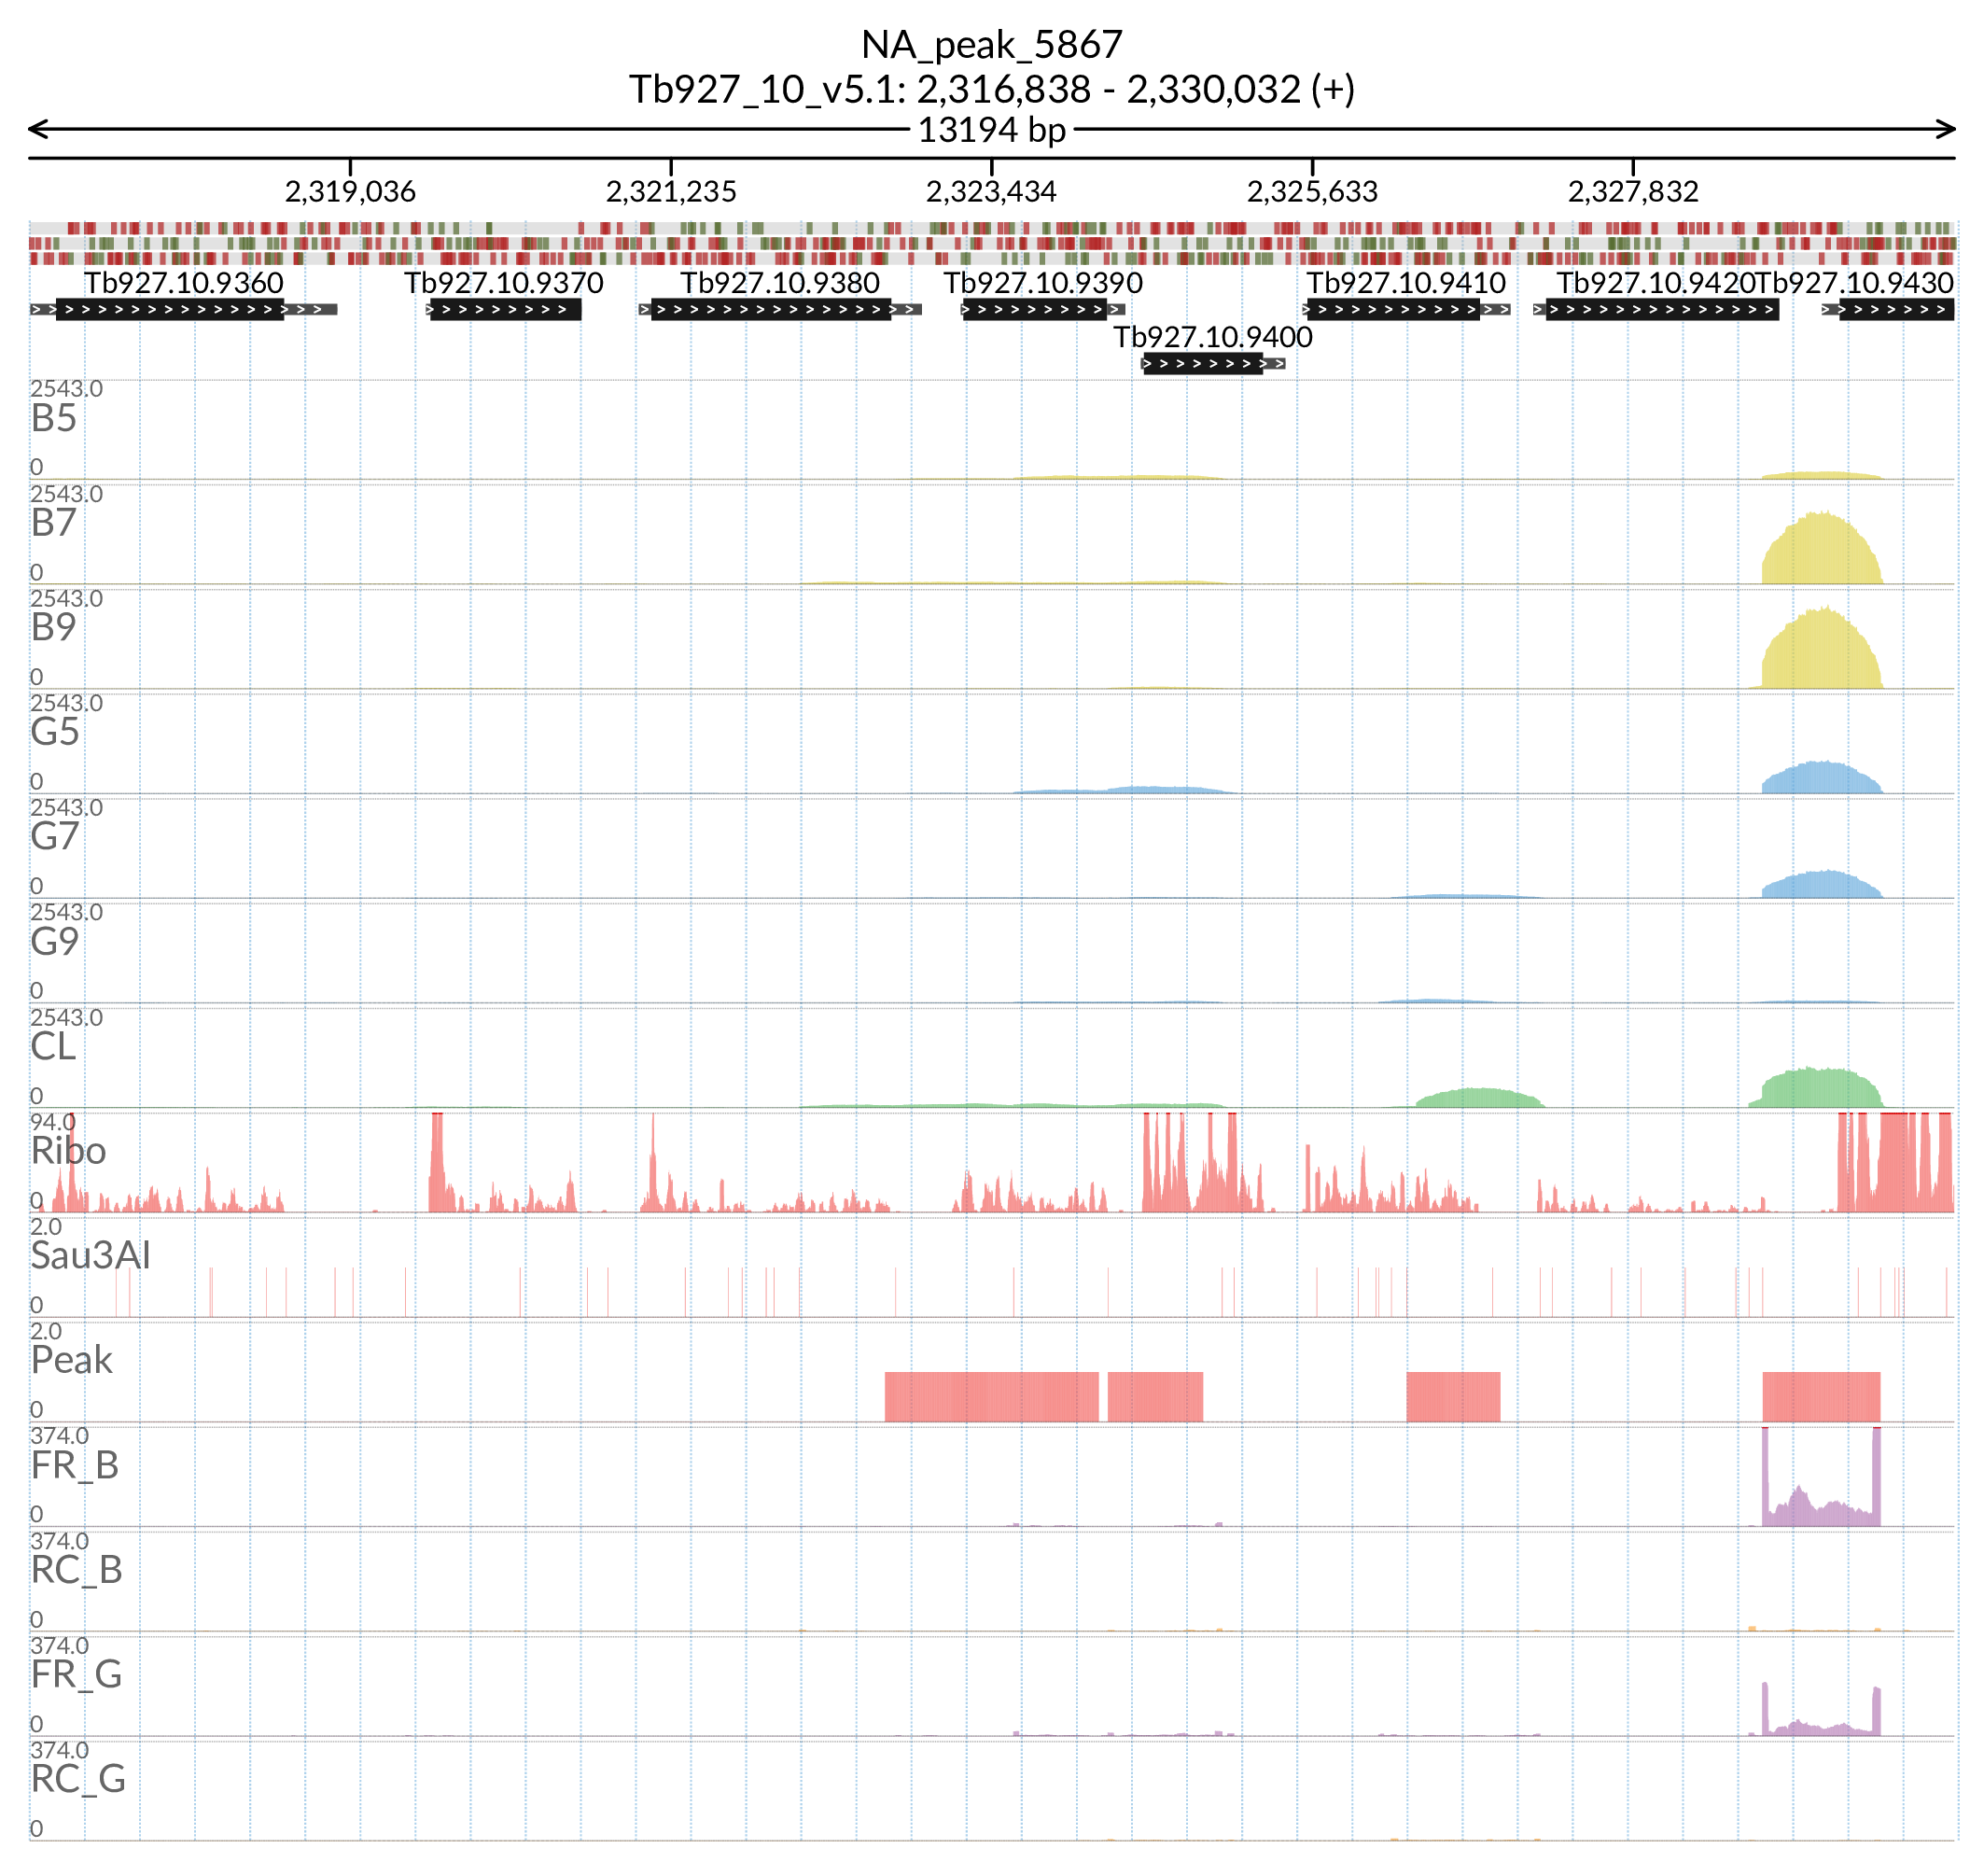 NA_peak_5867
Tb927_10_v5.1: 2,316,838 - 2,330,032 (+)
13194 bp
2,319,036 2,321,235 2,323,434 2,325,633 2,327,832
Tb927.10.9360 Tb927.10.9370 Tb927.10.9380 Tb927.10.9390 Tb927.10.9410 Tb927.10.9420 Tb927.10.9430
Tb927.10.9400
2543.0
B5
0
2543.0
B7
0
2543.0
B9
0
2543.0
G5
0
2543.0
G7
0
2543.0
G9
0
2543.0
CL
0
94.0
Ribo
0
2.0
Sau3AI
0
2.0
Peak
0
374.0
FR_B
0
374.0
RC_B
0
374.0
FR_G
0
374.0
RC_G
0